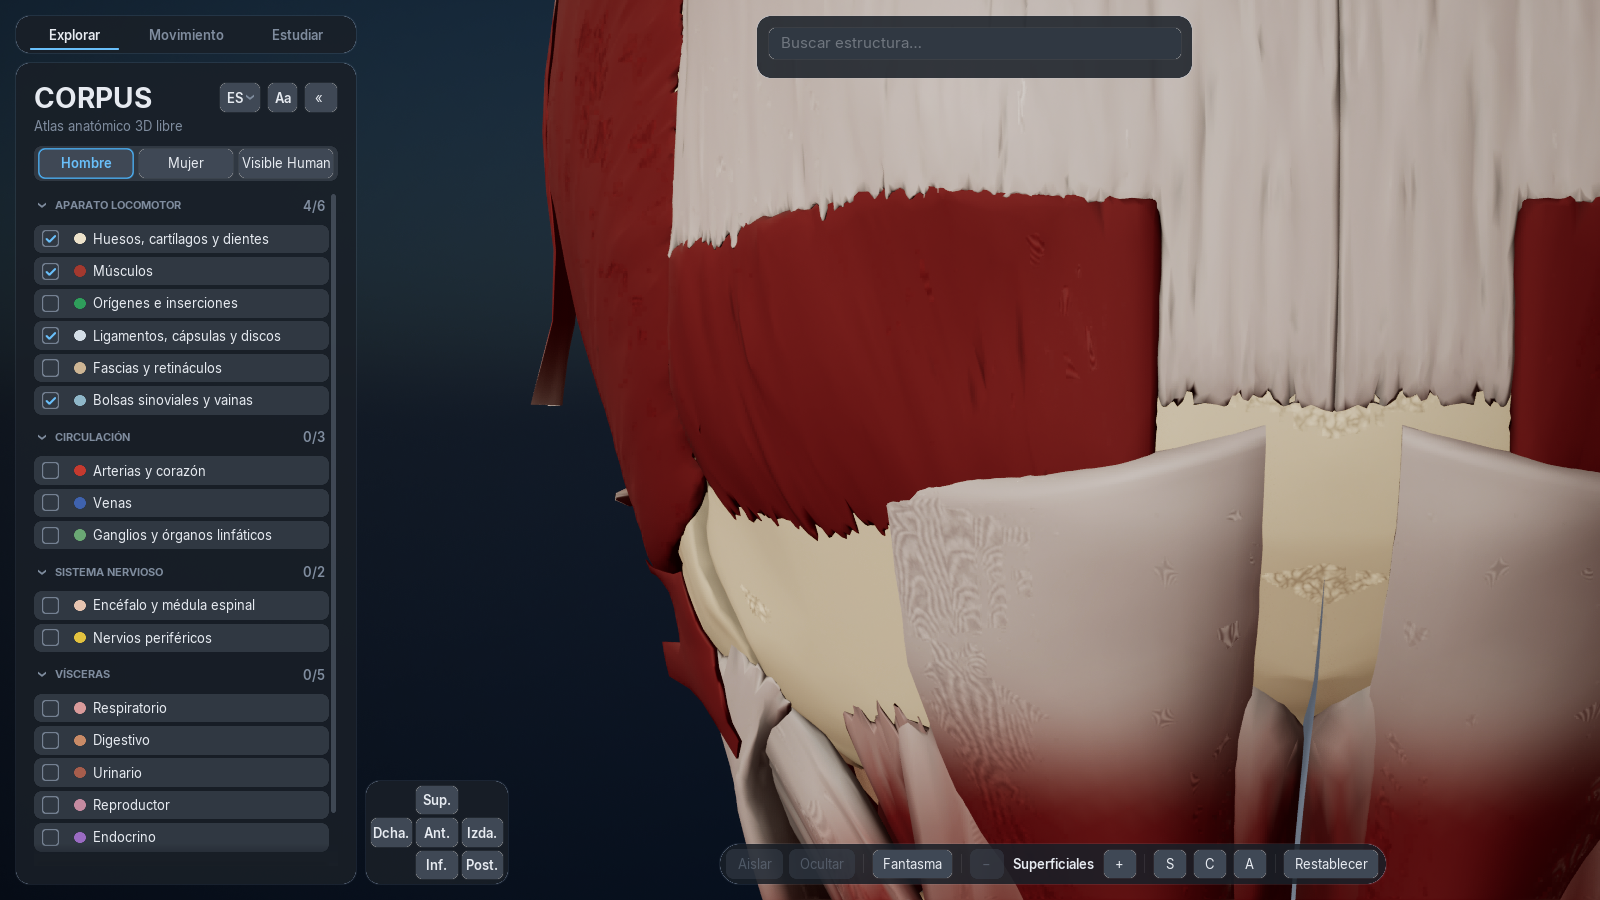 Explorar Movimiento Estudiar
Buscar estructura...
CORPUS ES Aa «
Atlas anatómico 3D libre
Hombre Mujer Visible Human
APARATO LOCOMOTOR 4/6
Huesos, cartílagos y dientes
Músculos
Orígenes e inserciones
Ligamentos, cápsulas y discos
Fascias y retináculos
Bolsas sinoviales y vainas
CIRCULACIÓN 0/3
Arterias y corazón
Venas
Ganglios y órganos linfáticos
SISTEMA NERVIOSO 0/2
Encéfalo y médula espinal
Nervios periféricos
VÍSCERAS 0/5
Respiratorio
Digestivo
Urinario
Reproductor
Endocrino
Sup.
Dcha. Ant. Izda.
Inf. Post.
Aislar Ocultar Fantasma − Superficiales + S C A Restablecer